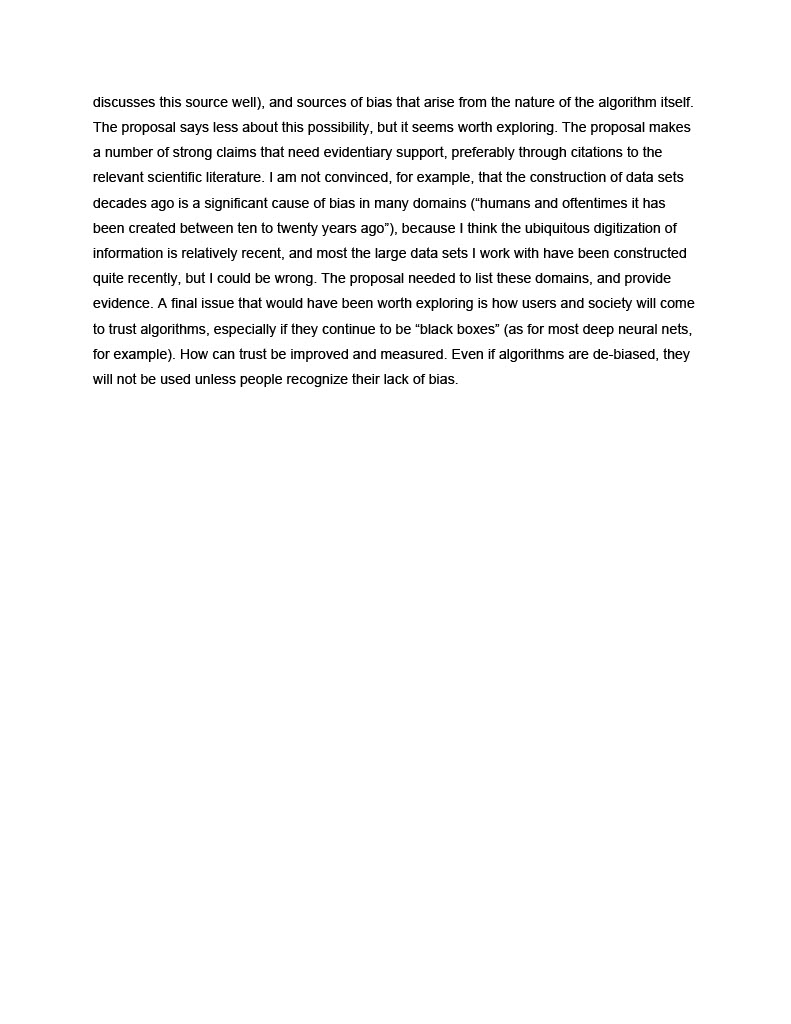 discusses this source well), and sources of bias that arise from the nature of the algorithm itself.
The proposal says less about this possibility, but it seems worth exploring. The proposal makes
a number of strong claims that need evidentiary support, preferably through citations to the
relevant scientific literature. I am not convinced, for example, that the construction of data sets
decades ago is a significant cause of bias in many domains (“humans and oftentimes it has
been created between ten to twenty years ago”), because I think the ubiquitous digitization of
information is relatively recent, and most the large data sets I work with have been constructed
quite recently, but I could be wrong. The proposal needed to list these domains, and provide
evidence. A final issue that would have been worth exploring is how users and society will come
to trust algorithms, especially if they continue to be “black boxes” (as for most deep neural nets,
for example). How can trust be improved and measured. Even if algorithms are de-biased, they
will not be used unless people recognize their lack of bias.